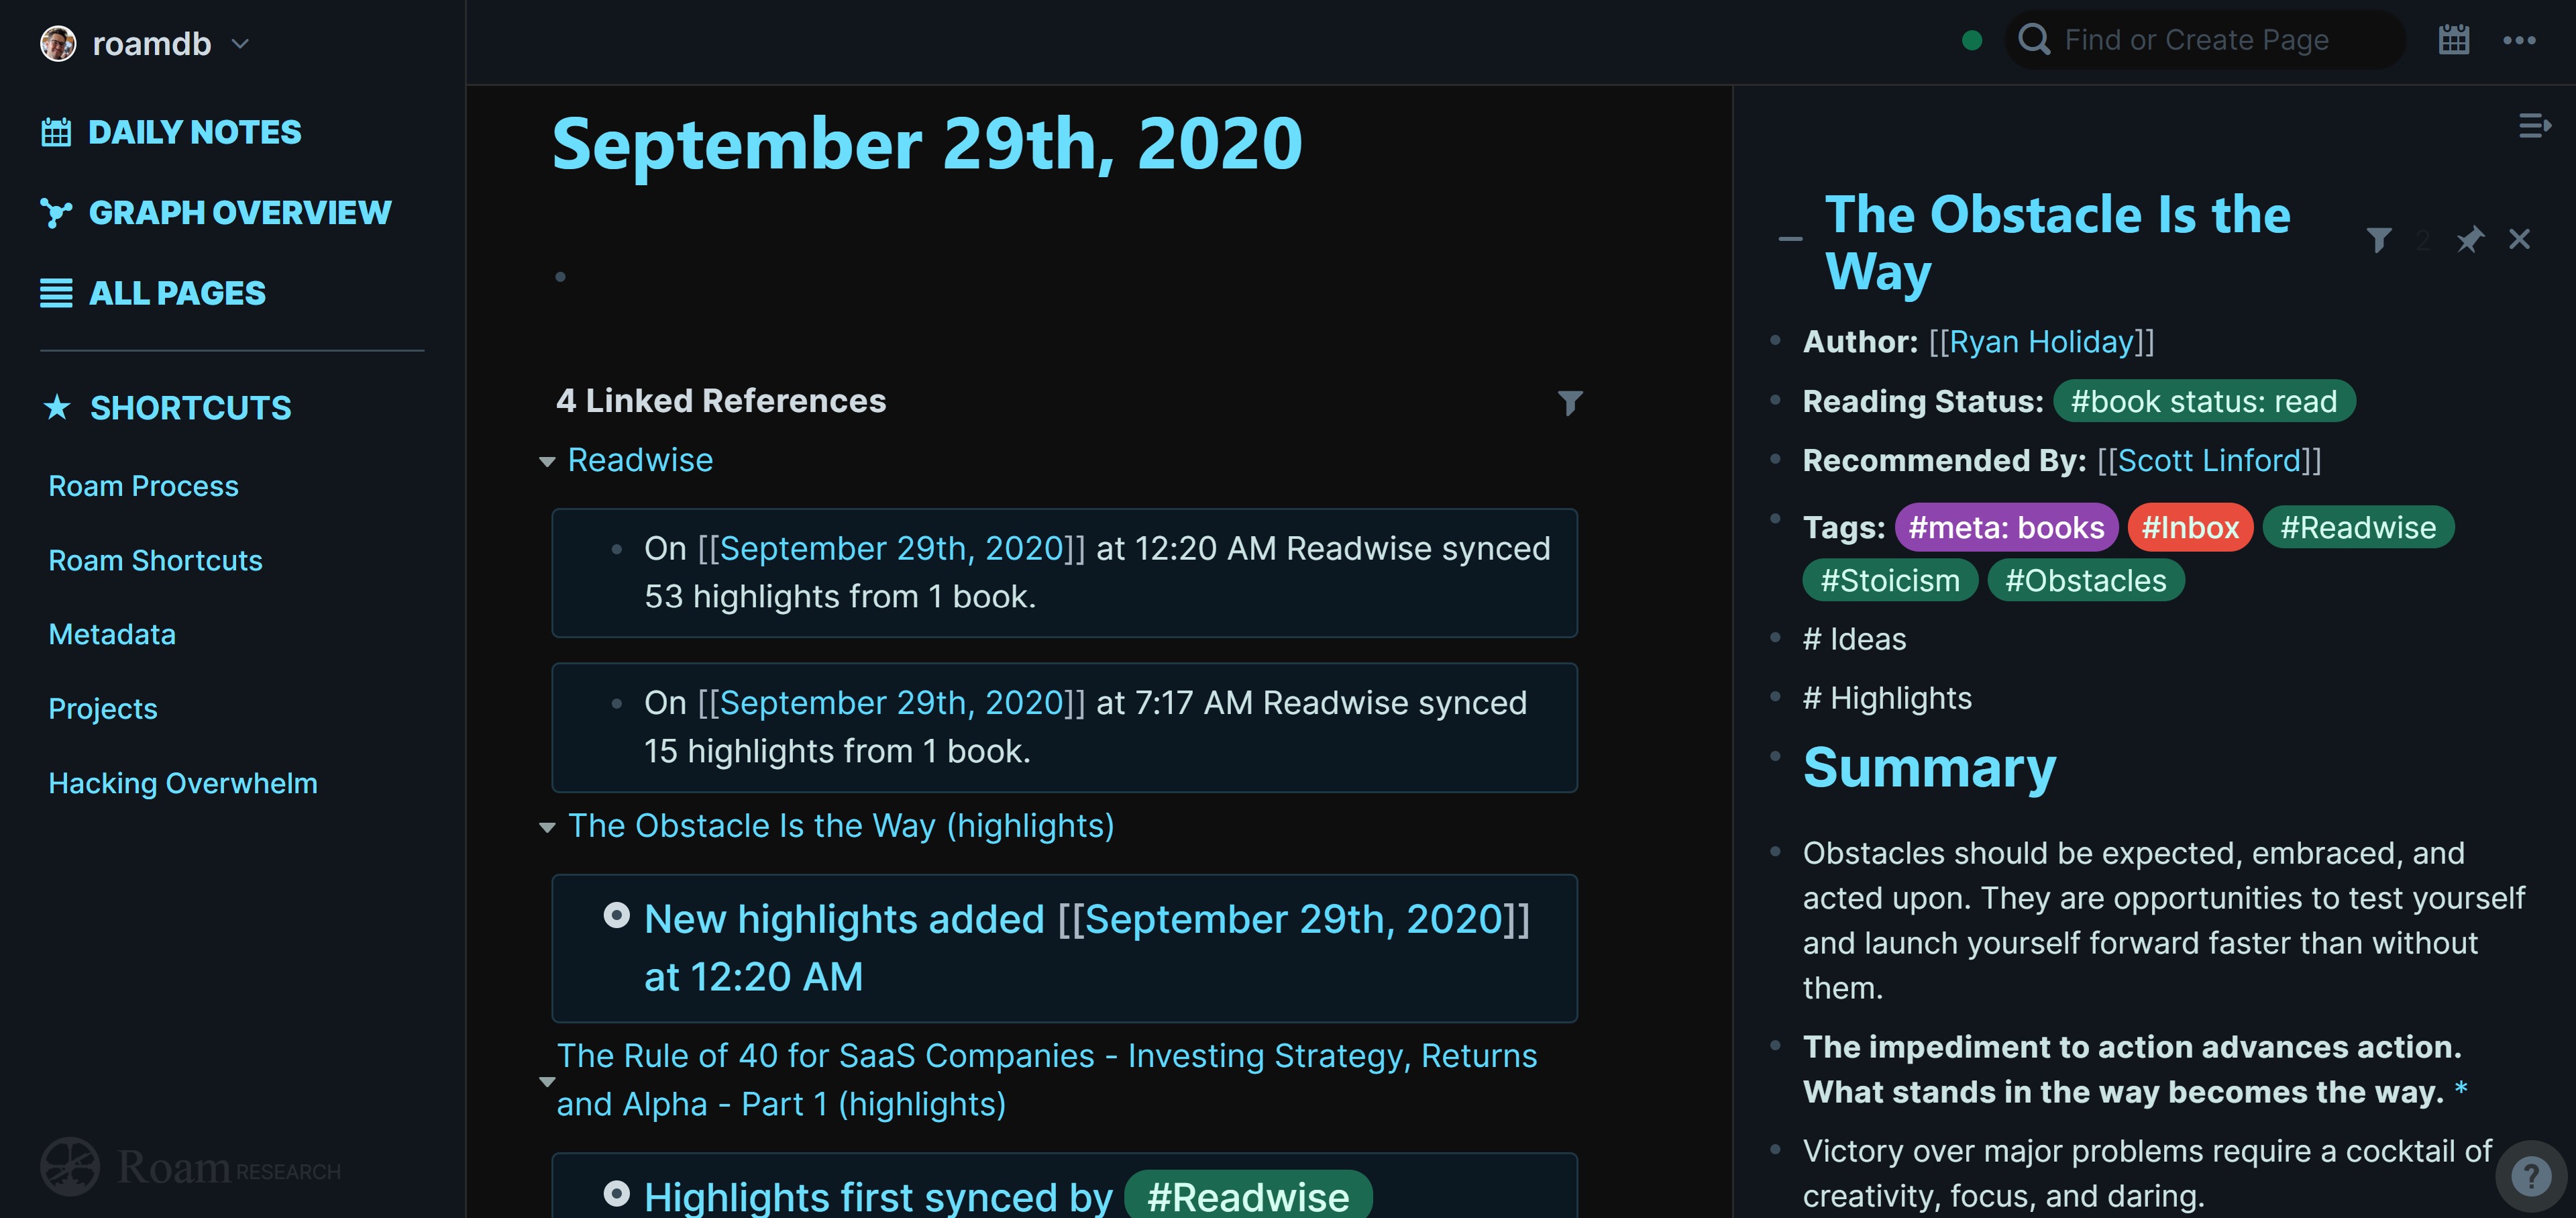 roamdb
DAILY NOTES
GRAPH OVERVIEW
ALL PAGES
SHORTCUTS
Roam Process
Roam Shortcuts
Metadata
Projects
Hacking Overwhelm
Roam RESEARCH
Find or Create Page
September 29th, 2020
4 Linked References
Readwise
On [[September 29th, 2020]] at 12:20 AM Readwise synced
53 highlights from 1 book.
On [[September 29th, 2020]] at 7:17 AM Readwise synced
15 highlights from 1 book.
The Obstacle Is the Way (highlights)
New highlights added [[September 29th, 2020]]
at 12:20 AM
The Rule of 40 for SaaS Companies - Investing Strategy, Returns
and Alpha - Part 1 (highlights)
Highlights first synced by #Readwise
The Obstacle Is the
Way
2
Author: [[Ryan Holiday]]
Reading Status: #book status: read
Recommended By: [[Scott Linford]]
Tags: #meta: books #Inbox #Readwise
#Stoicism #Obstacles
# Ideas
# Highlights
Summary
Obstacles should be expected, embraced, and
acted upon. They are opportunities to test yourself
and launch yourself forward faster than without
them.
The impediment to action advances action.
What stands in the way becomes the way. *
Victory over major problems require a cocktail of
creativity, focus, and daring.
?